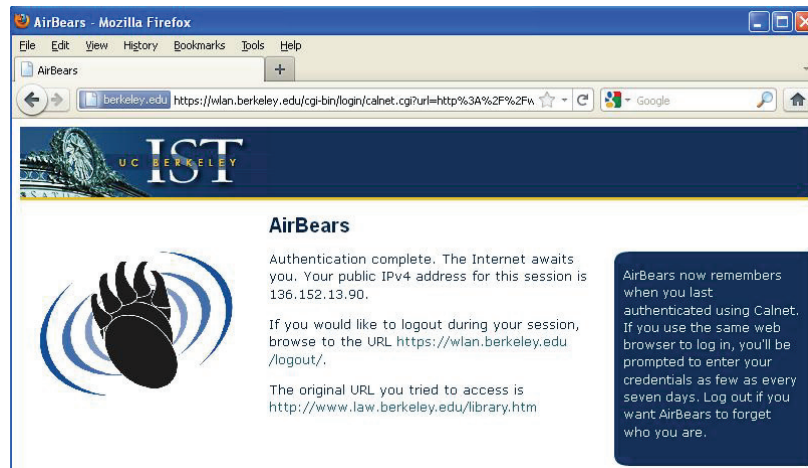 AirBears - Mozilla Firefox
File Edit View History Bookmarks Tools Help
AirBears
berkeley.edu https://wlan.berkeley.edu/cgi-bin/login/calnet.cgi?url=http%3A%2F%2Fw Google
UC BERKELEY
IST
AirBears
Authentication complete. The Internet awaits
you. Your public IPv4 address for this session is
136.152.13.90.
If you would like to logout during your session,
browse to the URL https://wlan.berkeley.edu
/logout/.
The original URL you tried to access is
http://www.law.berkeley.edu/library.htm
AirBears now remembers
when you last
authenticated using Calnet.
If you use the same web
browser to log in, you'll be
prompted to enter your
credentials as few as every
seven days. Log out if you
want AirBears to forget
who you are.